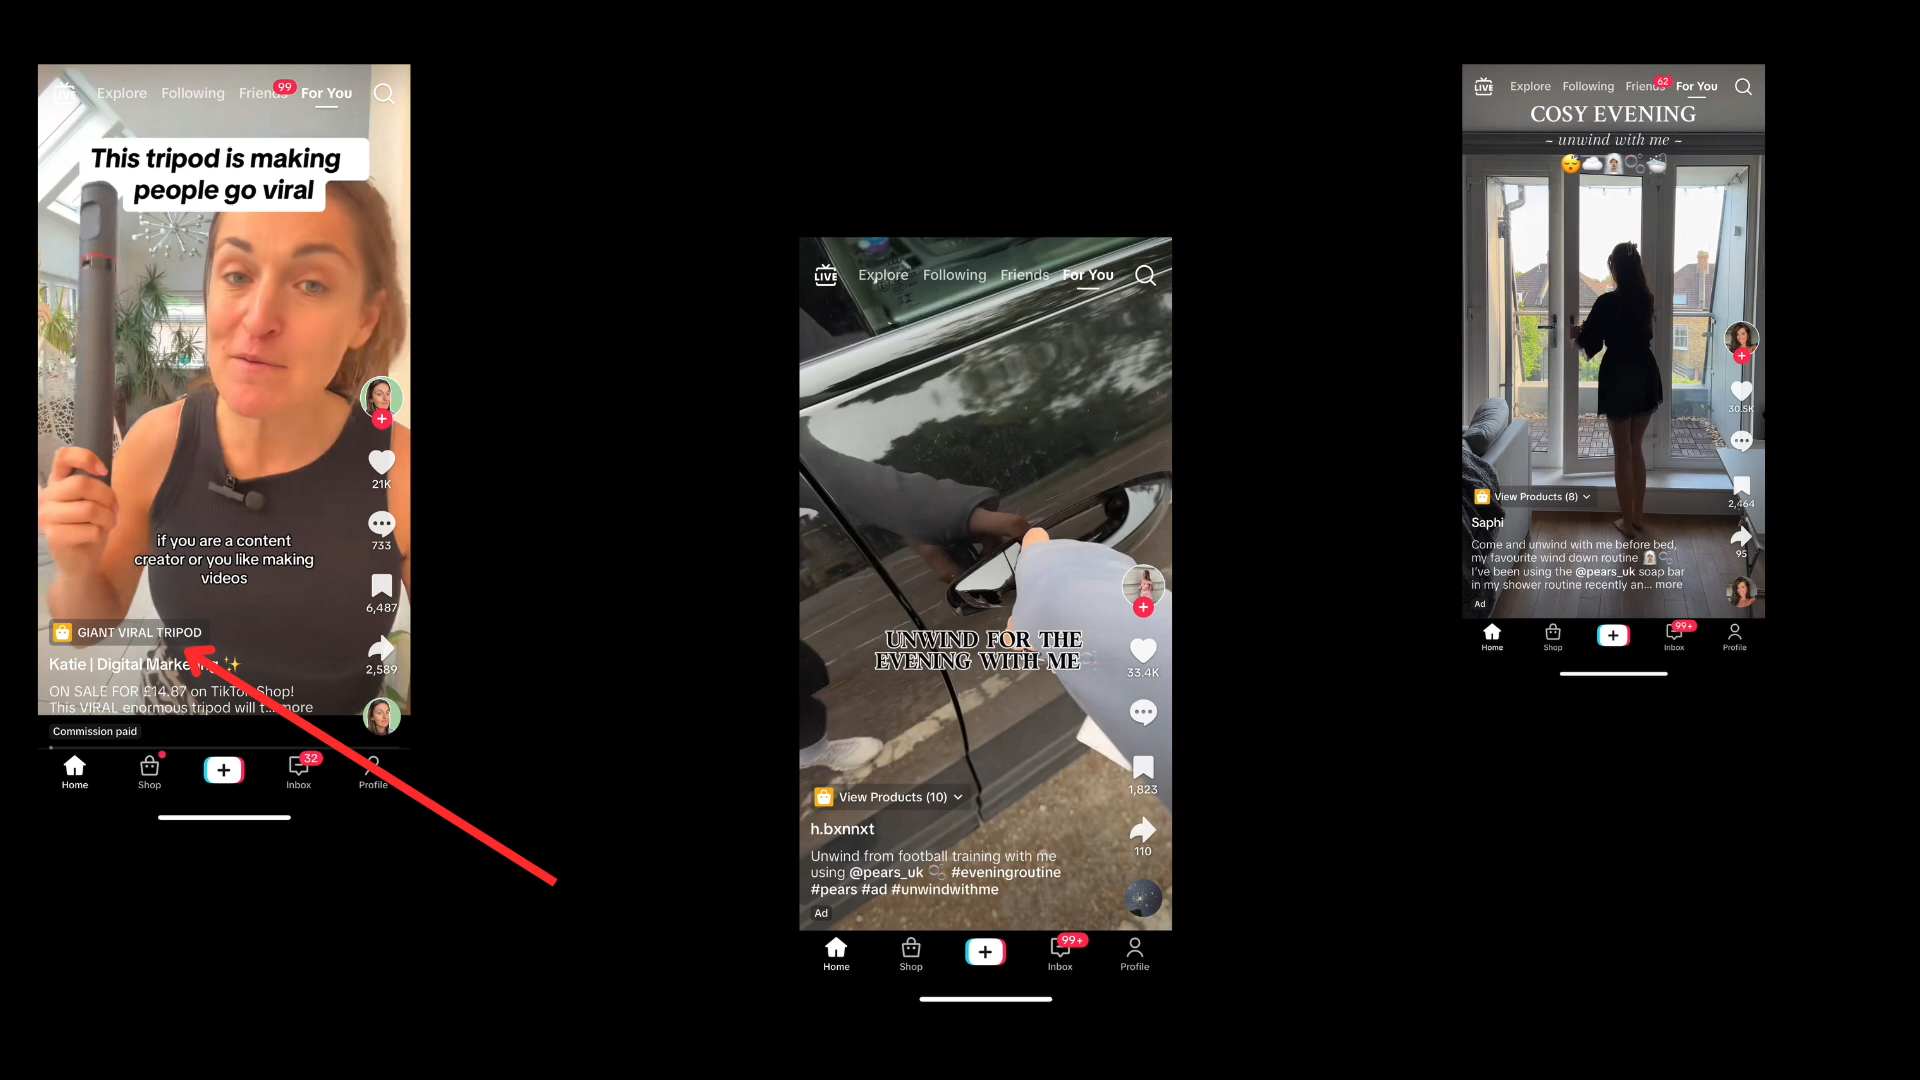 LIVE
Explore
Following
Friends
99
For You
This tripod is making
people go viral
if you are a content
creator or you like making
videos
21K
733
6,487
2,589
GIANT VIRAL TRIPOD
Katie | Digital Marketing ✨
ON SALE FOR £14.87 on TikTok Shop!
This VIRAL enormous tripod will t... more
Commission paid
Home
Shop
32
Inbox
Profile
LIVE
Explore
Following
Friends
For You
UNWIND FOR THE
EVENING WITH ME
33.4K
1,823
110
View Products (10)
h.bxnnxt
Unwind from football training with me
using @pears_uk 🫧 #eveningroutine
#pears #ad #unwindwithme
Ad
Home
Shop
99+
Inbox
Profile
LIVE
Explore
Following
Friends
62
For You
COSY EVENING
~ unwind with me ~
30.5K
2,464
95
View Products (8)
Saphi
Come and unwind with me before bed,
my favourite wind down routine 🧖🏻‍♀️🫧
I've been using the @pears_uk soap bar
in my shower routine recently an... more
Ad
Home
Shop
99+
Inbox
Profile